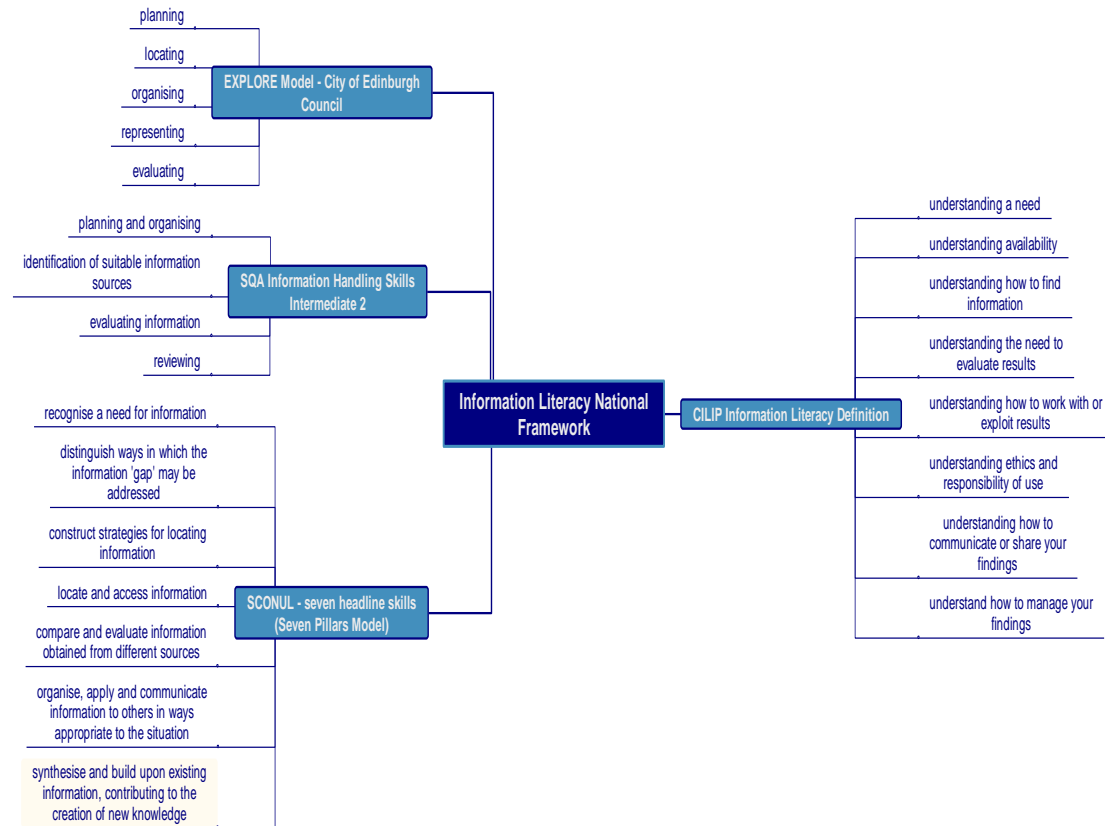 planning
locating
organising
representing
evaluating
EXPLORE Model - City of Edinburgh
Council
planning and organising
identification of suitable information
sources
evaluating information
reviewing
SQA Information Handling Skills
Intermediate 2
recognise a need for information
distinguish ways in which the
information 'gap' may be
addressed
construct strategies for locating
information
locate and access information
compare and evaluate information
obtained from different sources
organise, apply and communicate
information to others in ways
appropriate to the situation
synthesise and build upon existing
information, contributing to the
creation of new knowledge
SCONUL - seven headline skills
(Seven Pillars Model)
Information Literacy National
Framework
CILIP Information Literacy Definition
understanding a need
understanding availability
understanding how to find
information
understanding the need to
evaluate results
understanding how to work with or
exploit results
understanding ethics and
responsibility of use
understanding how to
communicate or share your
findings
understand how to manage your
findings